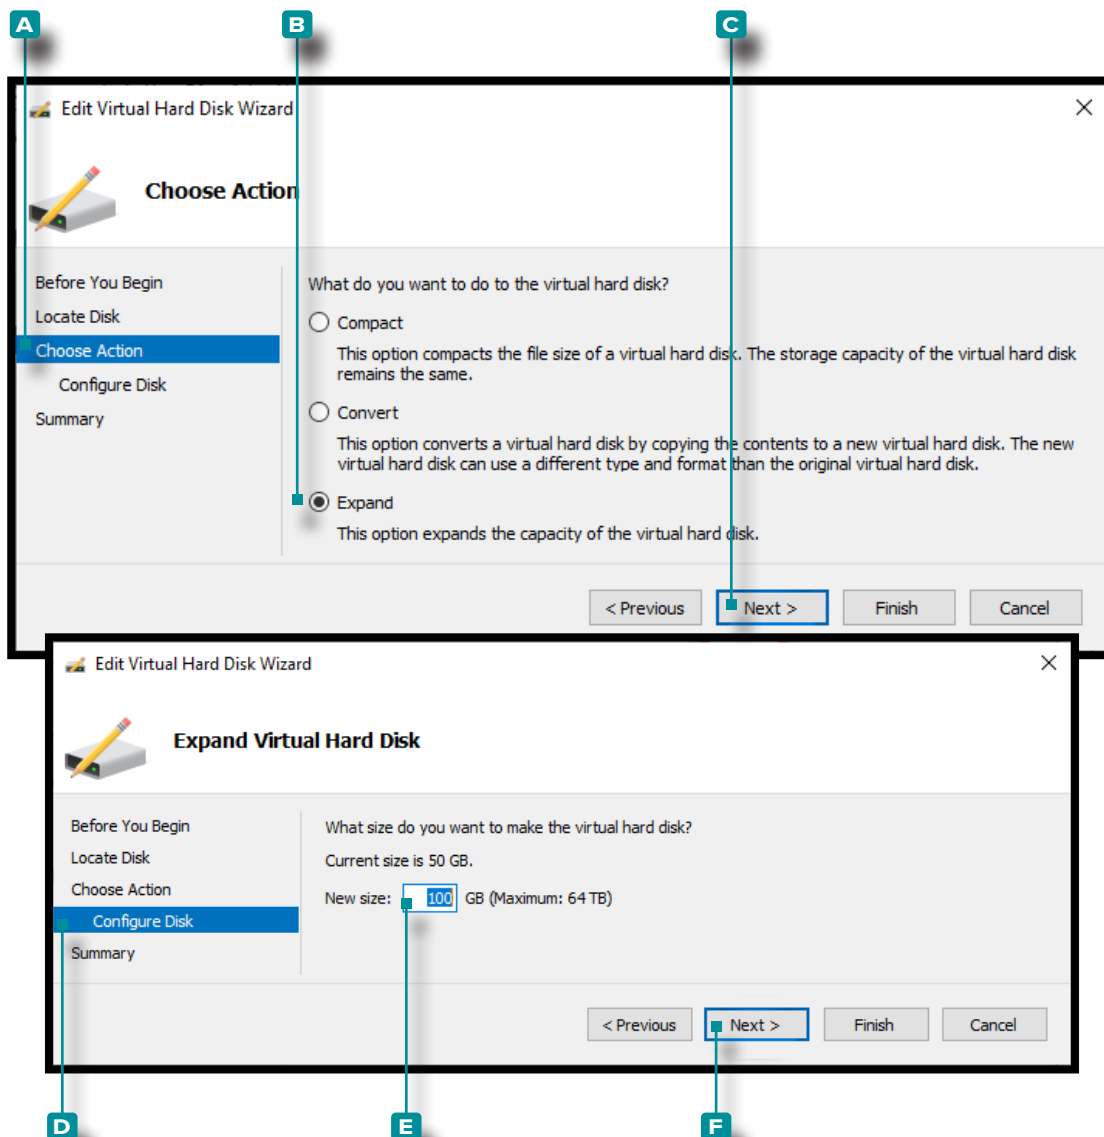 A
B
C
Edit Virtual Hard Disk Wizard
Choose Action
Before You Begin
Locate Disk
Choose Action
Configure Disk
Summary
What do you want to do to the virtual hard disk?
Compact
This option compacts the file size of a virtual hard disk. The storage capacity of the virtual hard disk
remains the same.
Convert
This option converts a virtual hard disk by copying the contents to a new virtual hard disk. The new
virtual hard disk can use a different type and format than the original virtual hard disk.
Expand
This option expands the capacity of the virtual hard disk.
< Previous
Next >
Finish
Cancel
Edit Virtual Hard Disk Wizard
Expand Virtual Hard Disk
Before You Begin
Locate Disk
Choose Action
Configure Disk
Summary
What size do you want to make the virtual hard disk?
Current size is 50 GB.
New size: 100 GB (Maximum: 64 TB)
< Previous
Next >
Finish
Cancel
D
E
F